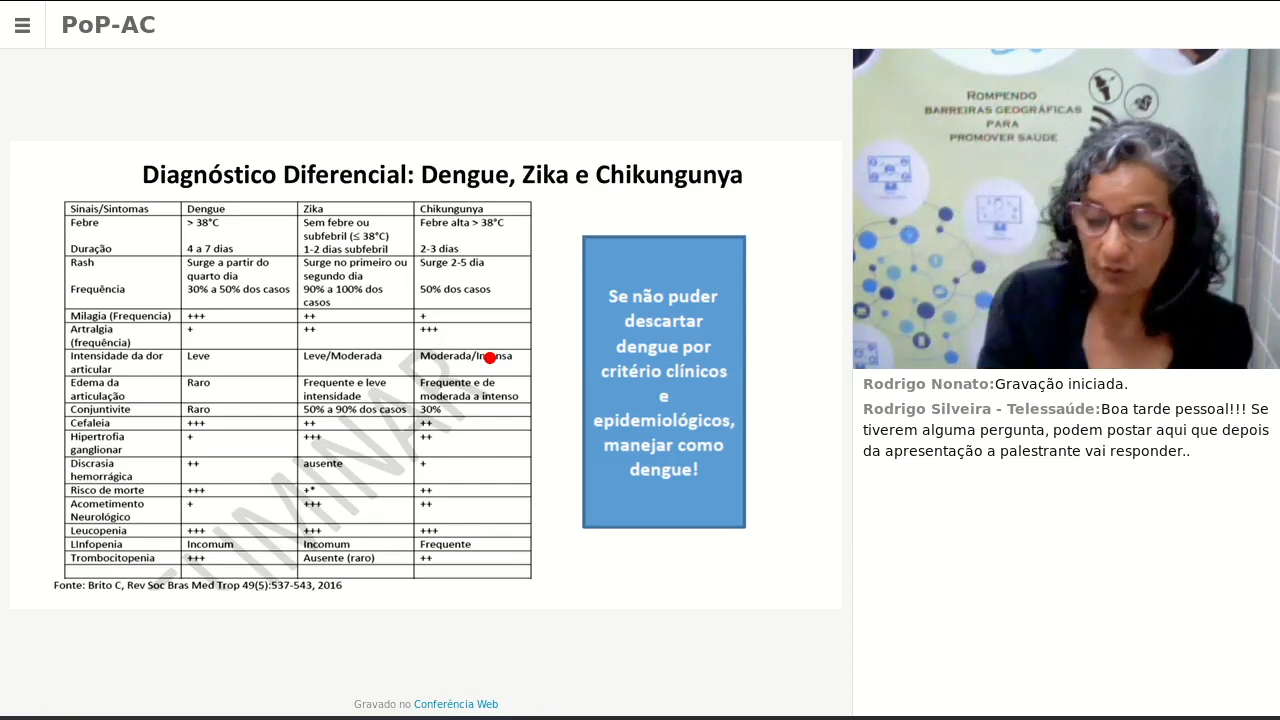 PoP-AC
Diagnóstico Diferencial: Dengue, Zika e Chikungunya
Sinais/Sintomas Dengue Zika Chikungunya
Febre > 38°C Sem febre ou subfebril (≤ 38°C) Febre alta > 38°C
Duração 4 a 7 dias 1-2 dias subfebril 2-3 dias
Rash Surge a partir do quarto dia Surge no primeiro ou segundo dia Surge 2-5 dia
Frequência 30% a 50% dos casos 90% a 100% dos casos 50% dos casos
Milagia (Frequencia) +++ ++ +
Artralgia (frequência) + ++ +++
Intensidade da dor articular Leve Leve/Moderada Moderada/Intensa
Edema da articulação Raro Frequente e leve intensidade Frequente e de moderada a intenso
Conjuntivite Raro 50% a 90% dos casos 30%
Cefaleia +++ ++ ++
Hipertrofia ganglionar + +++ ++
Discrasia hemorrágica ++ ausente +
Risco de morte +++ +* ++
Acometimento Neurológico + +++ ++
Leucopenia +++ +++ +++
LInfopenia Incomum Incomum Frequente
Trombocitopenia +++ Ausente (raro) ++
Fonte: Brito C, Rev Soc Bras Med Trop 49(5):537-543, 2016
Se não puder
descartar
dengue por
critério clínicos
e
epidemiológicos,
manejar como
dengue!
Gravado no Conferência Web
ROMPENDO
BARREIRAS GEOGRÁFICAS
PARA
PROMOVER SAÚDE
Rodrigo Nonato:Gravação iniciada.
Rodrigo Silveira - Telessaúde:Boa tarde pessoal!!! Se
tiverem alguma pergunta, podem postar aqui que depois
da apresentação a palestrante vai responder..